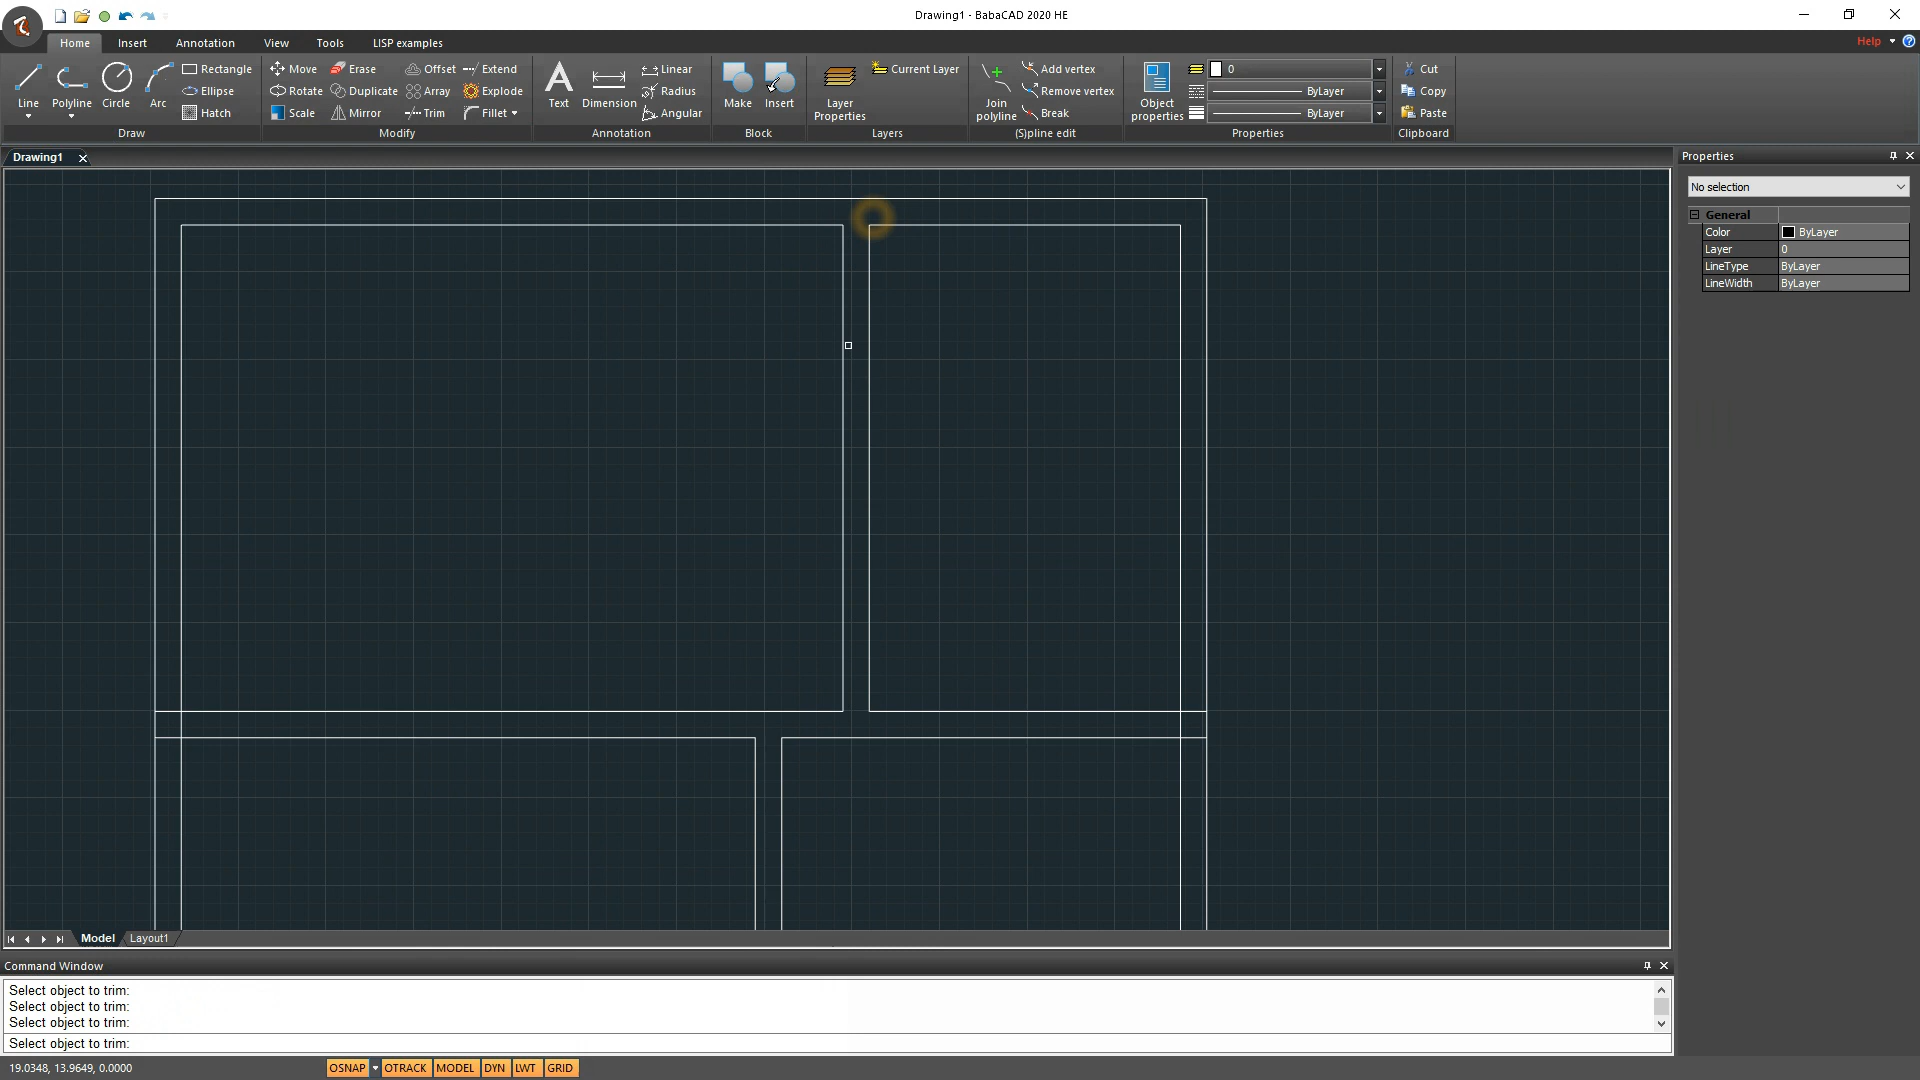 Drawing1 - BabaCAD 2020 HE
Home Insert Annotation View Tools LISP examples Help
Line
Polyline
Circle
Arc
Rectangle
Ellipse
Hatch
Draw
Move Erase Offset Extend
Rotate Duplicate Array Explode
Scale Mirror Trim Fillet
Modify
Text
Dimension
Linear
Radius
Angular
Annotation
Make
Insert
Block
Layer
Properties
Current Layer
Layers
Join
polyline
Add vertex
Remove vertex
Break
(S)pline edit
Object
properties
0
ByLayer
ByLayer
Properties
Cut
Copy
Paste
Clipboard
Drawing1
Properties
No selection
General
Color ByLayer
Layer 0
LineType ByLayer
LineWidth ByLayer
Model Layout1
Command Window
Select object to trim:
Select object to trim:
Select object to trim:
Select object to trim:
19.0348, 13.9649, 0.0000 OSNAP OTRACK MODEL DYN LWT GRID